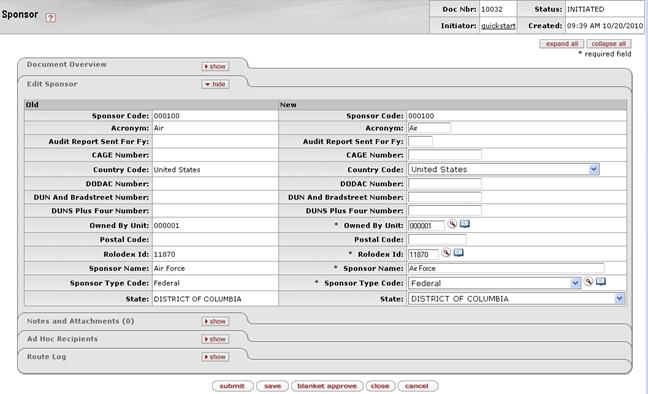 Sponsor ?
Doc Nbr: 10032 Status: INITIATED
Initiator: quickstart Created: 09:39 AM 10/20/2010
expand all collapse all
* required field
Document Overview show
Edit Sponsor hide
Old New
Sponsor Code: 000100 Sponsor Code: 000100
Acronym: Air Acronym: Air
Audit Report Sent For Fy: Audit Report Sent For Fy:
CAGE Number: CAGE Number:
Country Code: United States Country Code: United States
DODAC Number: DODAC Number:
DUN And Bradstreet Number: DUN And Bradstreet Number:
DUNS Plus Four Number: DUNS Plus Four Number:
Owned By Unit: 000001 * Owned By Unit: 000001
Postal Code: Postal Code:
Rolodex Id: 11870 * Rolodex Id: 11870
Sponsor Name: Air Force * Sponsor Name: Air Force
Sponsor Type Code: Federal * Sponsor Type Code: Federal
State: DISTRICT OF COLUMBIA State: DISTRICT OF COLUMBIA
Notes and Attachments (0) show
Ad Hoc Recipients show
Route Log show
submit save blanket approve close cancel